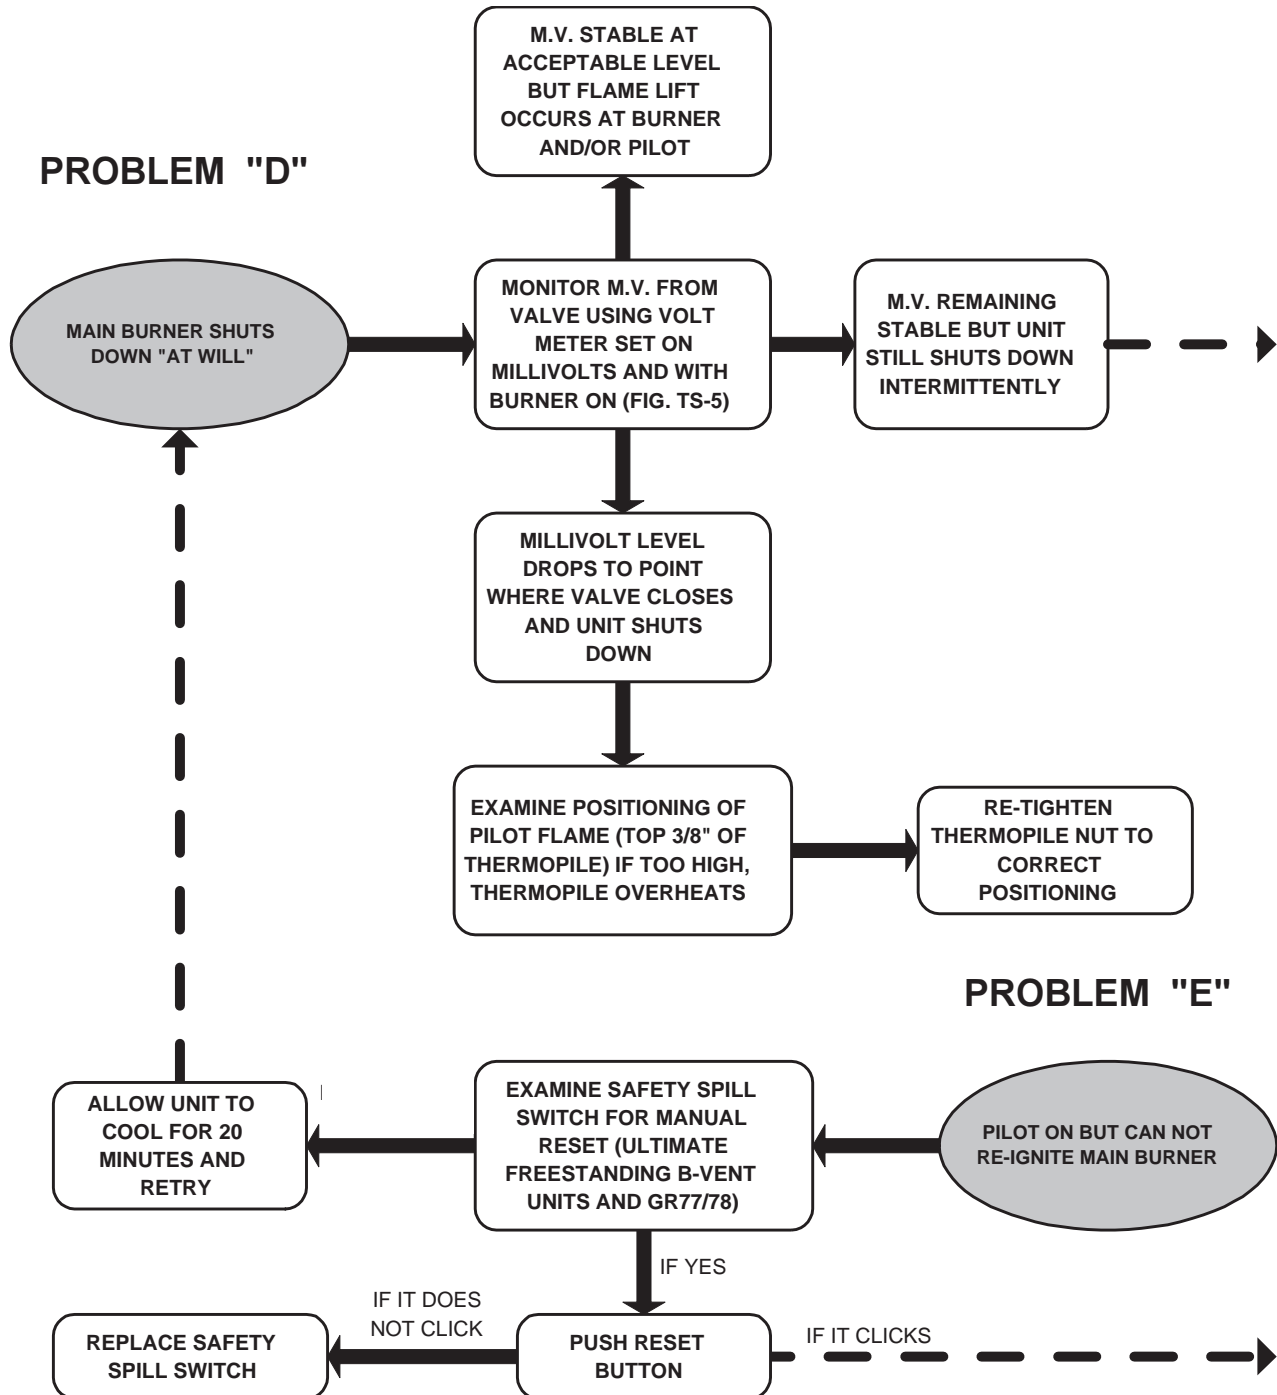 M.V. STABLE AT
ACCEPTABLE LEVEL
BUT FLAME LIFT
OCCURS AT BURNER
AND/OR PILOT
PROBLEM "D"
MAIN BURNER SHUTS
DOWN "AT WILL"
MONITOR M.V. FROM
VALVE USING VOLT
METER SET ON
MILLIVOLTS AND WITH
BURNER ON (FIG. TS-5)
M.V. REMAINING
STABLE BUT UNIT
STILL SHUTS DOWN
INTERMITTENTLY
MILLIVOLT LEVEL
DROPS TO POINT
WHERE VALVE CLOSES
AND UNIT SHUTS
DOWN
EXAMINE POSITIONING OF
PILOT FLAME (TOP 3/8" OF
THERMOPILE) IF TOO HIGH,
THERMOPILE OVERHEATS
RE-TIGHTEN
THERMOPILE NUT TO
CORRECT
POSITIONING
PROBLEM "E"
PILOT ON BUT CAN NOT
RE-IGNITE MAIN BURNER
EXAMINE SAFETY SPILL
SWITCH FOR MANUAL
RESET (ULTIMATE
FREESTANDING B-VENT
UNITS AND GR77/78)
ALLOW UNIT TO
COOL FOR 20
MINUTES AND
RETRY
IF YES
PUSH RESET
BUTTON
IF IT DOES
NOT CLICK
REPLACE SAFETY
SPILL SWITCH
IF IT CLICKS